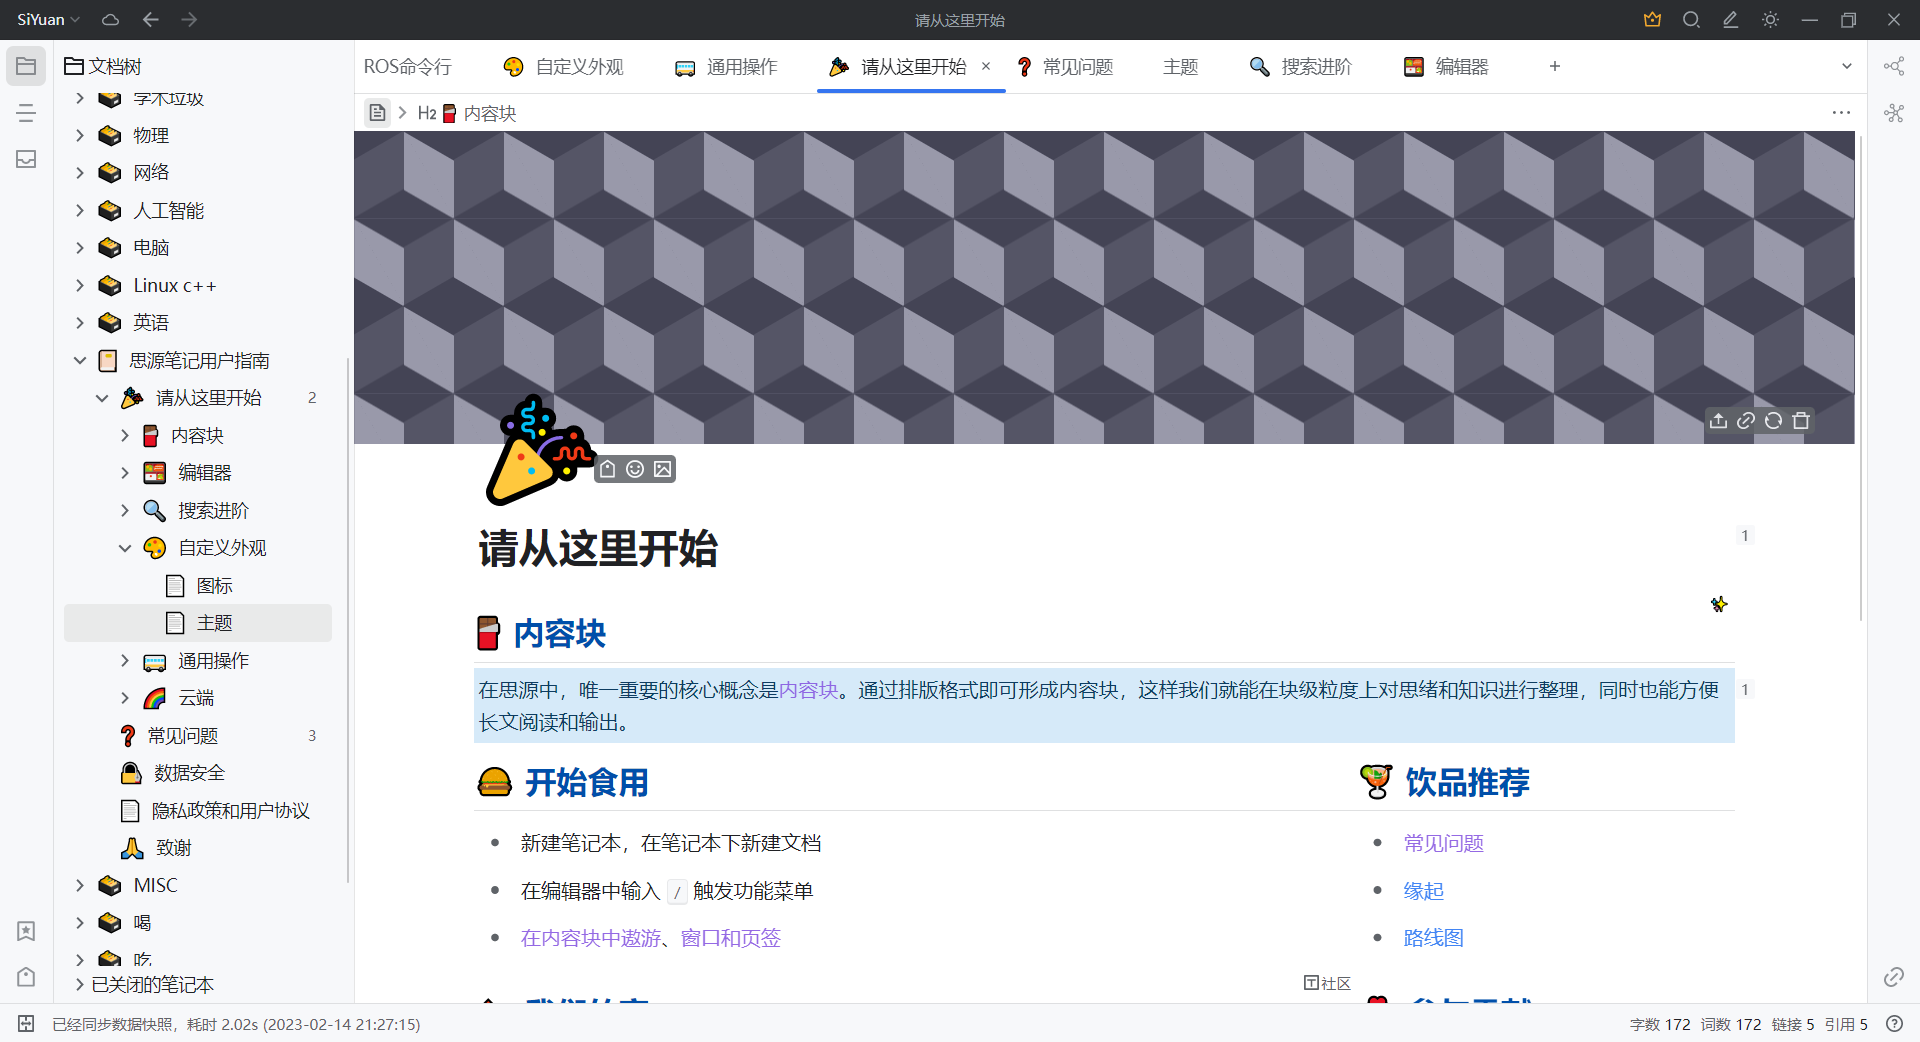 SiYuan
请从这里开始
文档树
学术垃圾
物理
网络
人工智能
电脑
Linux c++
英语
思源笔记用户指南
请从这里开始 2
内容块
编辑器
搜索进阶
自定义外观
图标
主题
通用操作
云端
常见问题 3
数据安全
隐私政策和用户协议
致谢
MISC
喝
吃
已关闭的笔记本
ROS命令行 自定义外观 通用操作 请从这里开始 常见问题 主题 搜索进阶 编辑器
H2 内容块
请从这里开始 1
内容块
在思源中，唯一重要的核心概念是内容块。通过排版格式即可形成内容块，这样我们就能在块级粒度上对思绪和知识进行整理，同时也能方便 1
长文阅读和输出。
开始食用
新建笔记本，在笔记本下新建文档
在编辑器中输入 / 触发功能菜单
在内容块中遨游、窗口和页签
饮品推荐
常见问题
缘起
路线图
社区
已经同步数据快照，耗时 2.02s (2023-02-14 21:27:15)
字数 172 词数 172 链接 5 引用 5